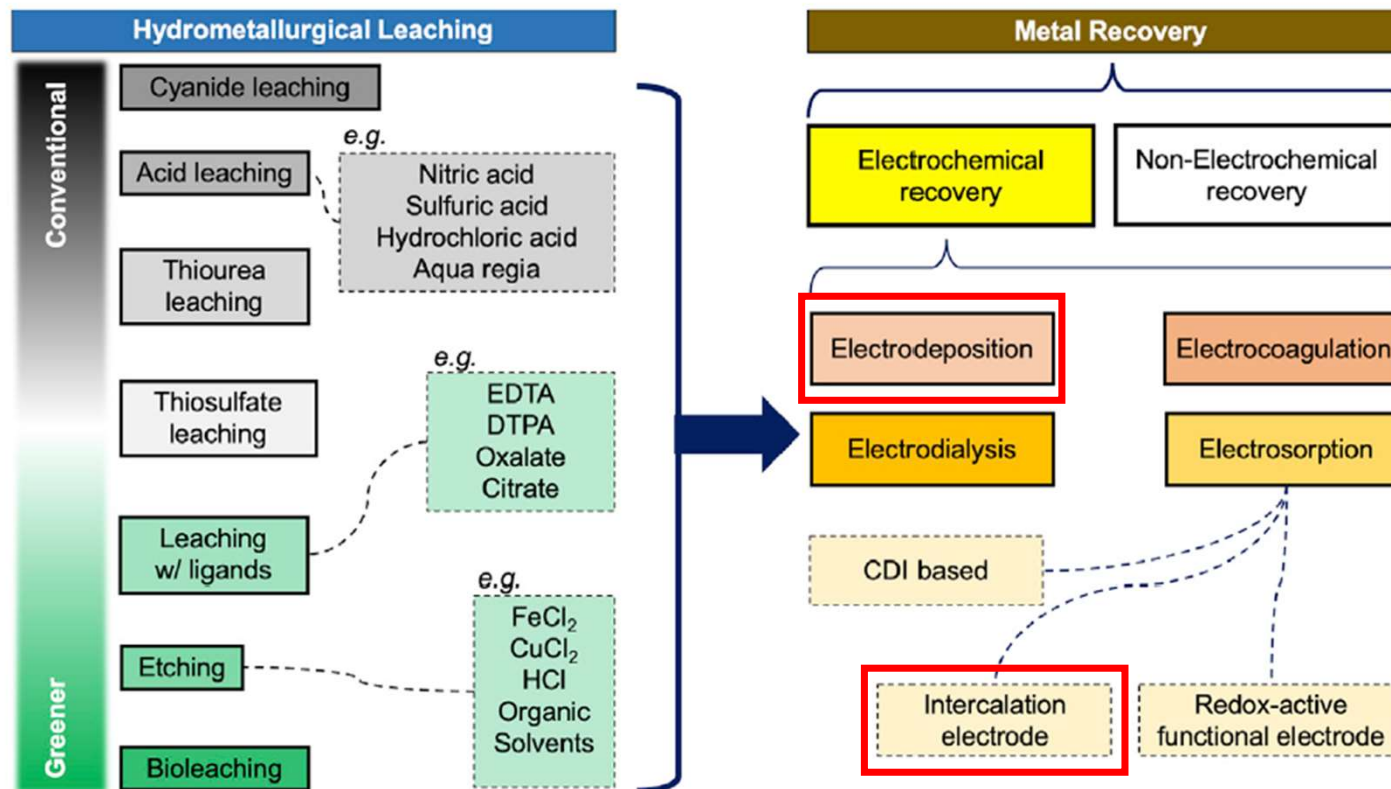 Hydrometallurgical Leaching
Conventional
Greener
Cyanide leaching
Acid leaching
e.g.
Nitric acid
Sulfuric acid
Hydrochloric acid
Aqua regia
Thiourea
leaching
Thiosulfate
leaching
e.g.
EDTA
DTPA
Oxalate
Citrate
Leaching
w/ ligands
e.g.
FeCl₂
CuCl₂
HCl
Organic
Solvents
Etching
Bioleaching
Metal Recovery
Electrochemical
recovery
Non-Electrochemical
recovery
Electrodeposition
Electrocoagulation
Electrodialysis
Electrosorption
CDI based
Intercalation
electrode
Redox-active
functional electrode